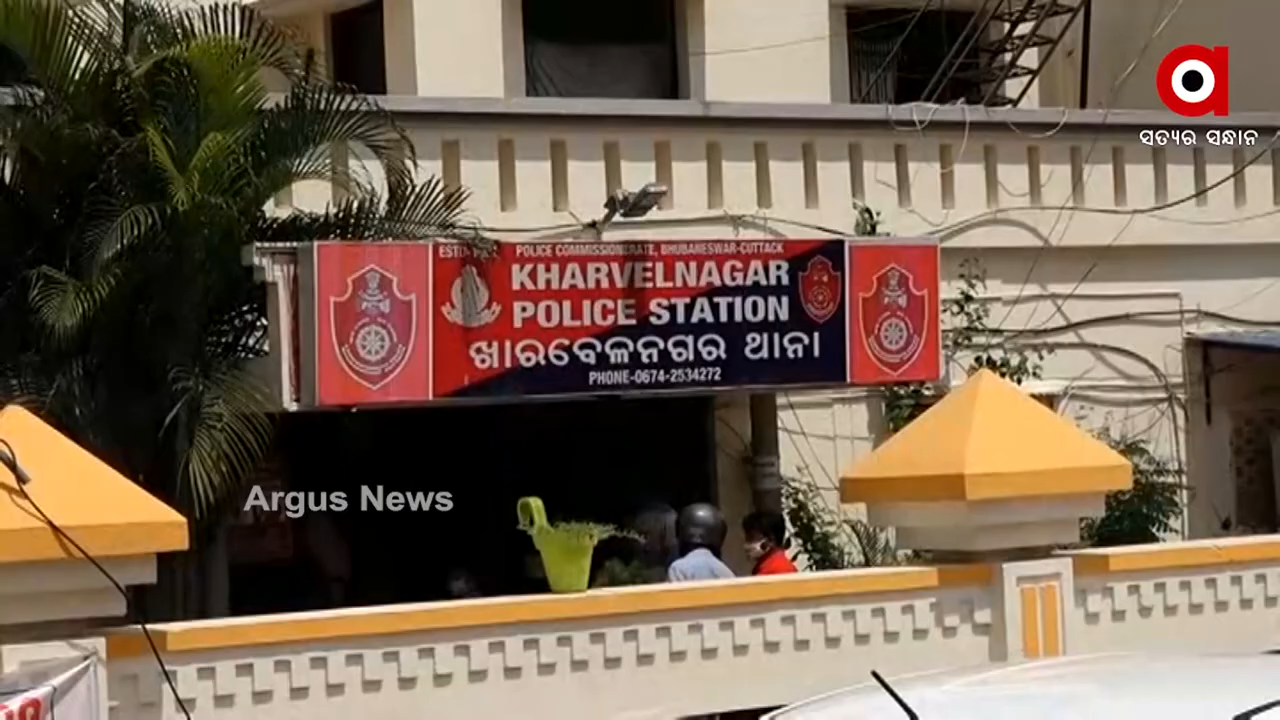 ସତ୍ୟର ସନ୍ଧାନ
POLICE COMMISSIONERATE, BHUBANESWAR-CUTTACK
KHARVELNAGAR
POLICE STATION
ଖାରବେଳନଗର ଥାନା
PHONE-0674-2534272
Argus News